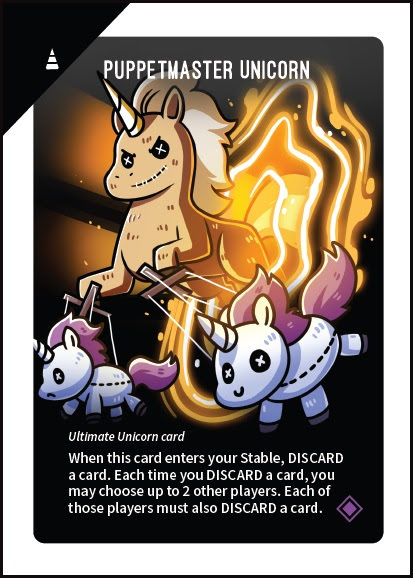 PUPPETMASTER UNICORN
Ultimate Unicorn card
When this card enters your Stable, DISCARD
a card. Each time you DISCARD a card, you
may choose up to 2 other players. Each of
those players must also DISCARD a card.